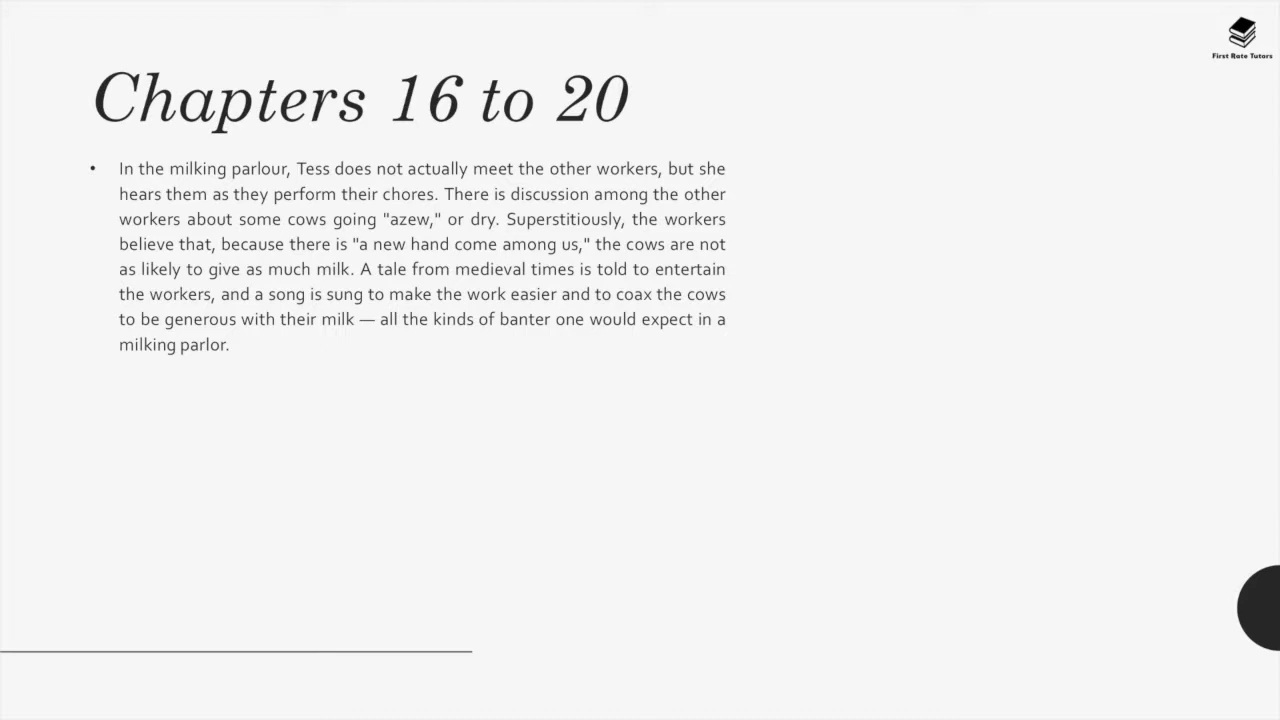 First Rate Tutors
Chapters 16 to 20
• In the milking parlour, Tess does not actually meet the other workers, but she
hears them as they perform their chores. There is discussion among the other
workers about some cows going "azew," or dry. Superstitiously, the workers
believe that, because there is "a new hand come among us," the cows are not
as likely to give as much milk. A tale from medieval times is told to entertain
the workers, and a song is sung to make the work easier and to coax the cows
to be generous with their milk — all the kinds of banter one would expect in a
milking parlor.